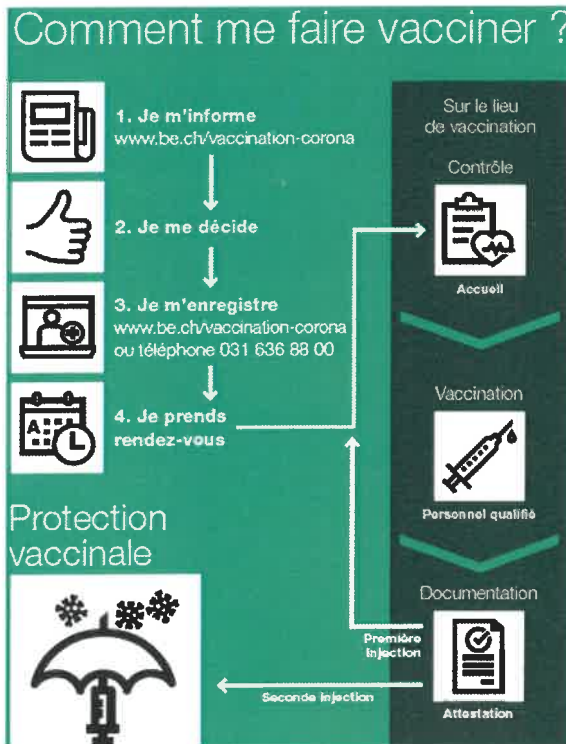 Comment me faire vacciner ?
1. Je m'informe
www.be.ch/vaccination-corona
2. Je me décide
3. Je m'enregistre
www.be.ch/vaccination-corona
ou téléphone 031 636 88 00
4. Je prends
rendez-vous
Sur le lieu
de vaccination
Contrôle
Accueil
Vaccination
Personnel qualifié
Documentation
Attestation
Première
injection
Seconde injection
Protection
vaccinale